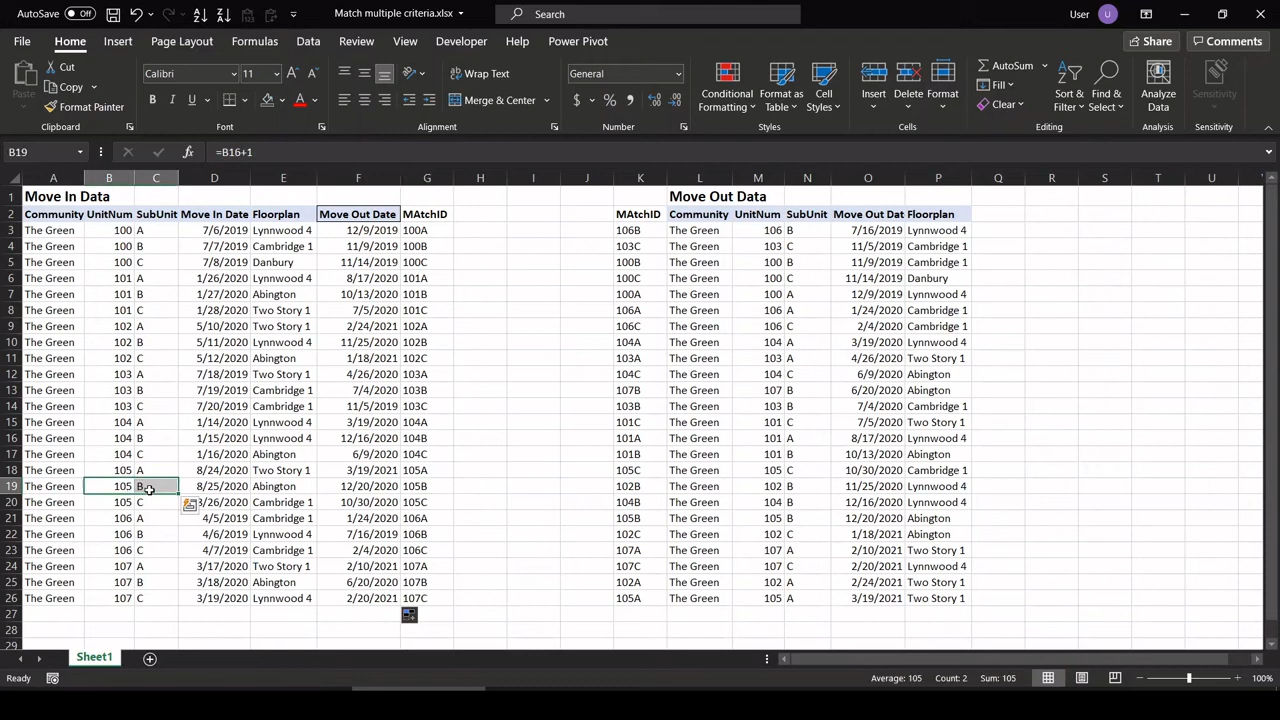 AutoSave Off Match multiple criteria.xlsx Search User U
File Home Insert Page Layout Formulas Data Review View Developer Help Power Pivot Share Comments
Paste Cut Copy Format Painter
Clipboard
Calibri 11 B I U
Font
Wrap Text Merge & Center
Alignment
General $ % 9
Number
Conditional Formatting Format as Table Cell Styles
Styles
Insert Delete Format
Cells
AutoSum Fill Clear Sort & Filter Find & Select
Editing
Analyze Data
Analysis
Sensitivity
Sensitivity
B19 fx =B16+1
A B C D E F G H I J K L M N O P Q R S T U
1 Move In Data Move Out Data
2 Community UnitNum SubUnit Move In Date Floorplan Move Out Date MAtchID MAtchID Community UnitNum SubUnit Move Out Dat Floorplan
3 The Green 100 A 7/6/2019 Lynnwood 4 12/9/2019 100A 106B The Green 106 B 7/16/2019 Lynnwood 4
4 The Green 100 B 7/7/2019 Cambridge 1 11/9/2019 100B 103C The Green 103 C 11/5/2019 Cambridge 1
5 The Green 100 C 7/8/2019 Danbury 11/14/2019 100C 100B The Green 100 B 11/9/2019 Cambridge 1
6 The Green 101 A 1/26/2020 Lynnwood 4 8/17/2020 101A 100C The Green 100 C 11/14/2019 Danbury
7 The Green 101 B 1/27/2020 Abington 10/13/2020 101B 100A The Green 100 A 12/9/2019 Lynnwood 4
8 The Green 101 C 1/28/2020 Two Story 1 7/5/2020 101C 106A The Green 106 A 1/24/2020 Cambridge 1
9 The Green 102 A 5/10/2020 Two Story 1 2/24/2021 102A 106C The Green 106 C 2/4/2020 Cambridge 1
10 The Green 102 B 5/11/2020 Lynnwood 4 11/25/2020 102B 104A The Green 104 A 3/19/2020 Lynnwood 4
11 The Green 102 C 5/12/2020 Abington 1/18/2021 102C 103A The Green 103 A 4/26/2020 Two Story 1
12 The Green 103 A 7/18/2019 Two Story 1 4/26/2020 103A 104C The Green 104 C 6/9/2020 Abington
13 The Green 103 B 7/19/2019 Cambridge 1 7/4/2020 103B 107B The Green 107 B 6/20/2020 Abington
14 The Green 103 C 7/20/2019 Cambridge 1 11/5/2019 103C 103B The Green 103 B 7/4/2020 Cambridge 1
15 The Green 104 A 1/14/2020 Lynnwood 4 3/19/2020 104A 101C The Green 101 C 7/5/2020 Two Story 1
16 The Green 104 B 1/15/2020 Lynnwood 4 12/16/2020 104B 101A The Green 101 A 8/17/2020 Lynnwood 4
17 The Green 104 C 1/16/2020 Abington 6/9/2020 104C 101B The Green 101 B 10/13/2020 Abington
18 The Green 105 A 8/24/2020 Two Story 1 3/19/2021 105A 105C The Green 105 C 10/30/2020 Cambridge 1
19 The Green 105 B 8/25/2020 Abington 12/20/2020 105B 102B The Green 102 B 11/25/2020 Lynnwood 4
20 The Green 105 C /26/2020 Cambridge 1 10/30/2020 105C 104B The Green 104 B 12/16/2020 Lynnwood 4
21 The Green 106 A 4/5/2019 Cambridge 1 1/24/2020 106A 105B The Green 105 B 12/20/2020 Abington
22 The Green 106 B 4/6/2019 Lynnwood 4 7/16/2019 106B 102C The Green 102 C 1/18/2021 Abington
23 The Green 106 C 4/7/2019 Cambridge 1 2/4/2020 106C 107A The Green 107 A 2/10/2021 Two Story 1
24 The Green 107 A 3/17/2020 Two Story 1 2/10/2021 107A 107C The Green 107 C 2/20/2021 Lynnwood 4
25 The Green 107 B 3/18/2020 Abington 6/20/2020 107B 102A The Green 102 A 2/24/2021 Two Story 1
26 The Green 107 C 3/19/2020 Lynnwood 4 2/20/2021 107C 105A The Green 105 A 3/19/2021 Two Story 1
27
28
29
Sheet1
Ready Average: 105 Count: 2 Sum: 105 100%